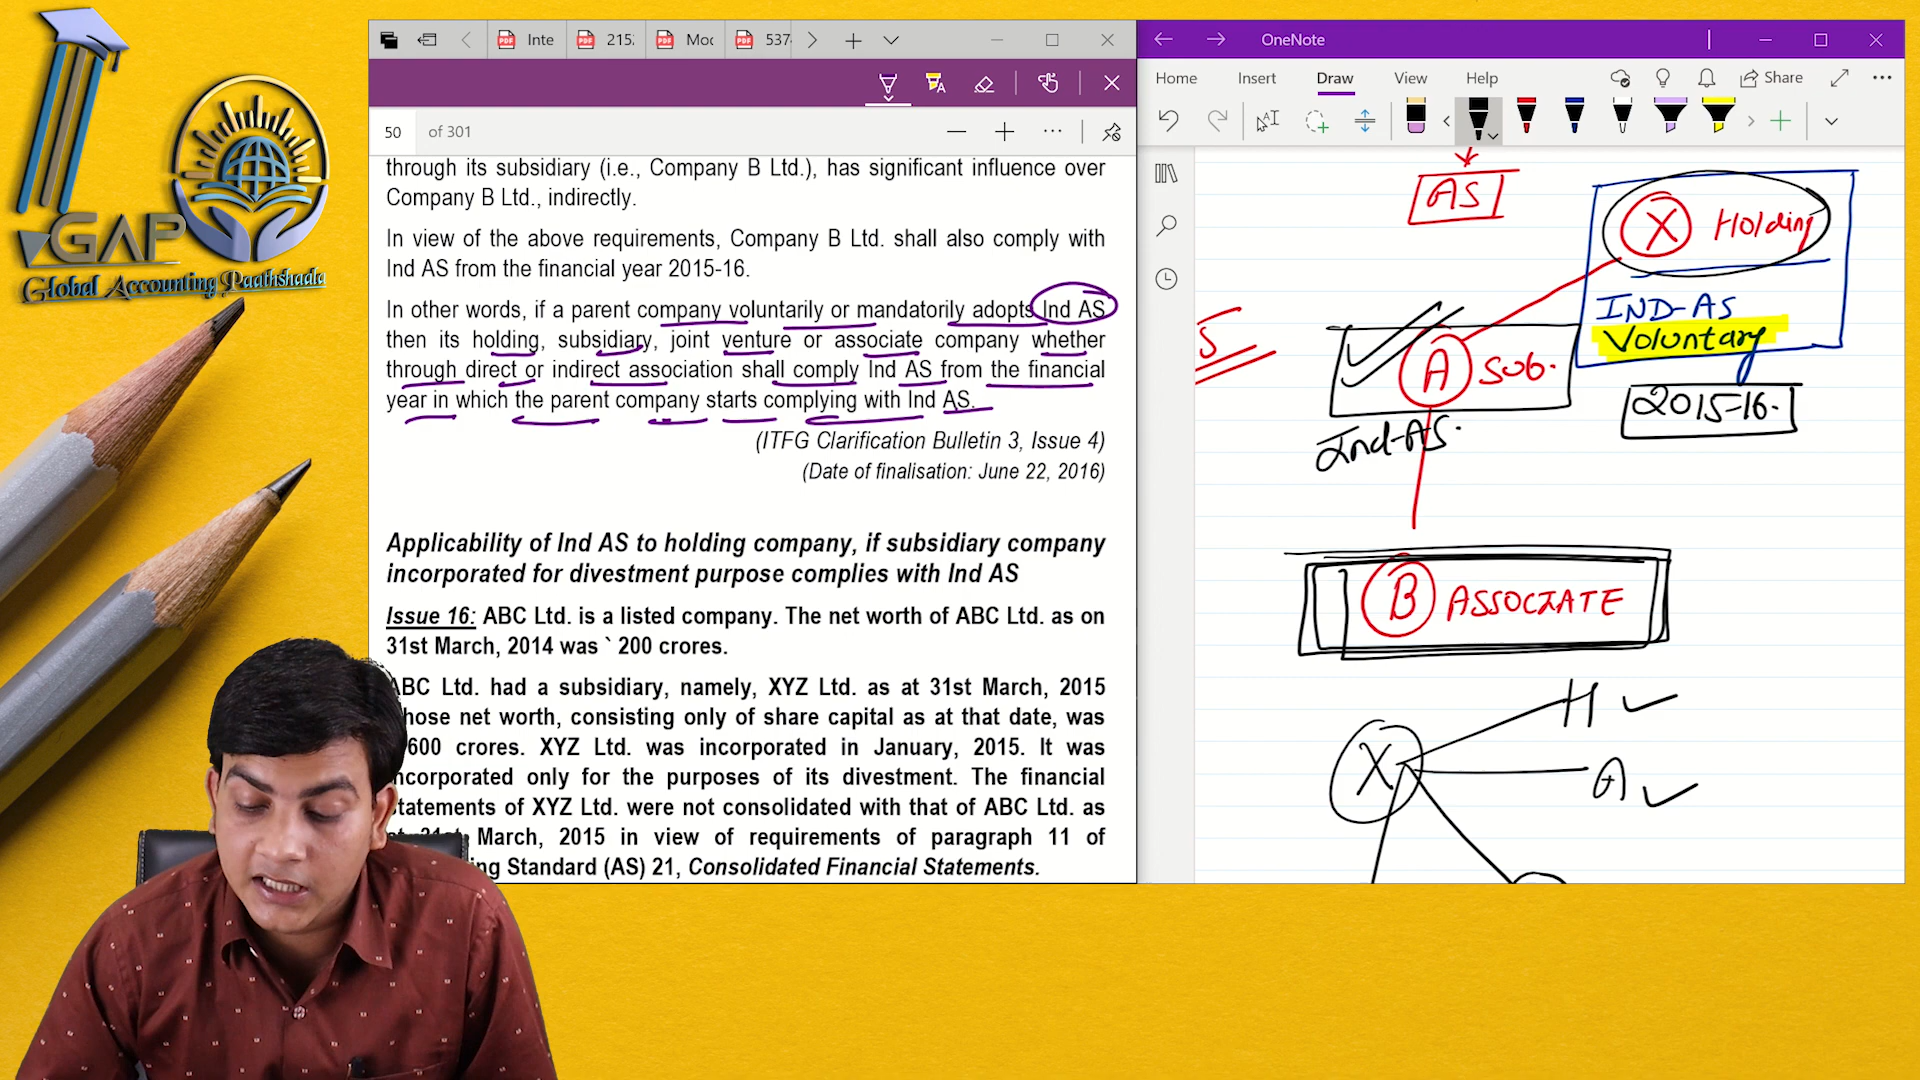 GAP
Global Accounting Paathshada
Inte
215
Moc
537
50 of 301
through its subsidiary (i.e., Company B Ltd.), has significant influence over
Company B Ltd., indirectly.
In view of the above requirements, Company B Ltd. shall also comply with
Ind AS from the financial year 2015-16.
In other words, if a parent company voluntarily or mandatorily adopts Ind AS
then its holding, subsidiary, joint venture or associate company whether
through direct or indirect association shall comply Ind AS from the financial
year in which the parent company starts complying with Ind AS.
(ITFG Clarification Bulletin 3, Issue 4)
(Date of finalisation: June 22, 2016)
Applicability of Ind AS to holding company, if subsidiary company
incorporated for divestment purpose complies with Ind AS
Issue 16: ABC Ltd. is a listed company. The net worth of ABC Ltd. as on
31st March, 2014 was ` 200 crores.
ABC Ltd. had a subsidiary, namely, XYZ Ltd. as at 31st March, 2015
whose net worth, consisting only of share capital as at that date, was
600 crores. XYZ Ltd. was incorporated in January, 2015. It was
incorporated only for the purposes of its divestment. The financial
statements of XYZ Ltd. were not consolidated with that of ABC Ltd. as
March, 2015 in view of requirements of paragraph 11 of
Standard (AS) 21, Consolidated Financial Statements.
OneNote
Home Insert Draw View Help Share
AS
X Holding
IND-AS
Voluntary
2015-16.
A Sub.
Ind-AS.
B ASSOCIATE
X
H
A